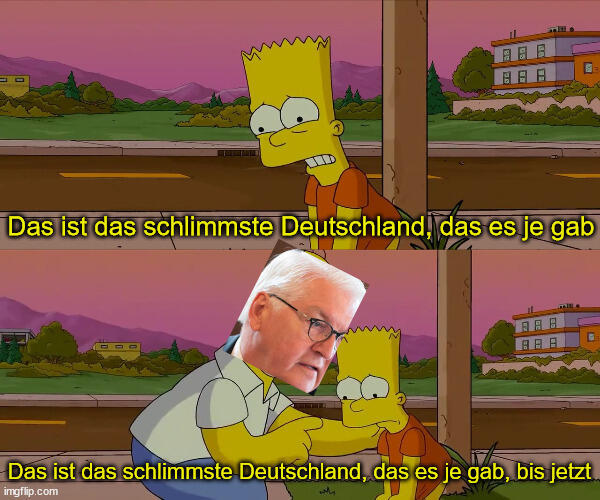 Das ist das schlimmste Deutschland, das es je gab
Das ist das schlimmste Deutschland, das es je gab, bis jetzt
imgflip.com